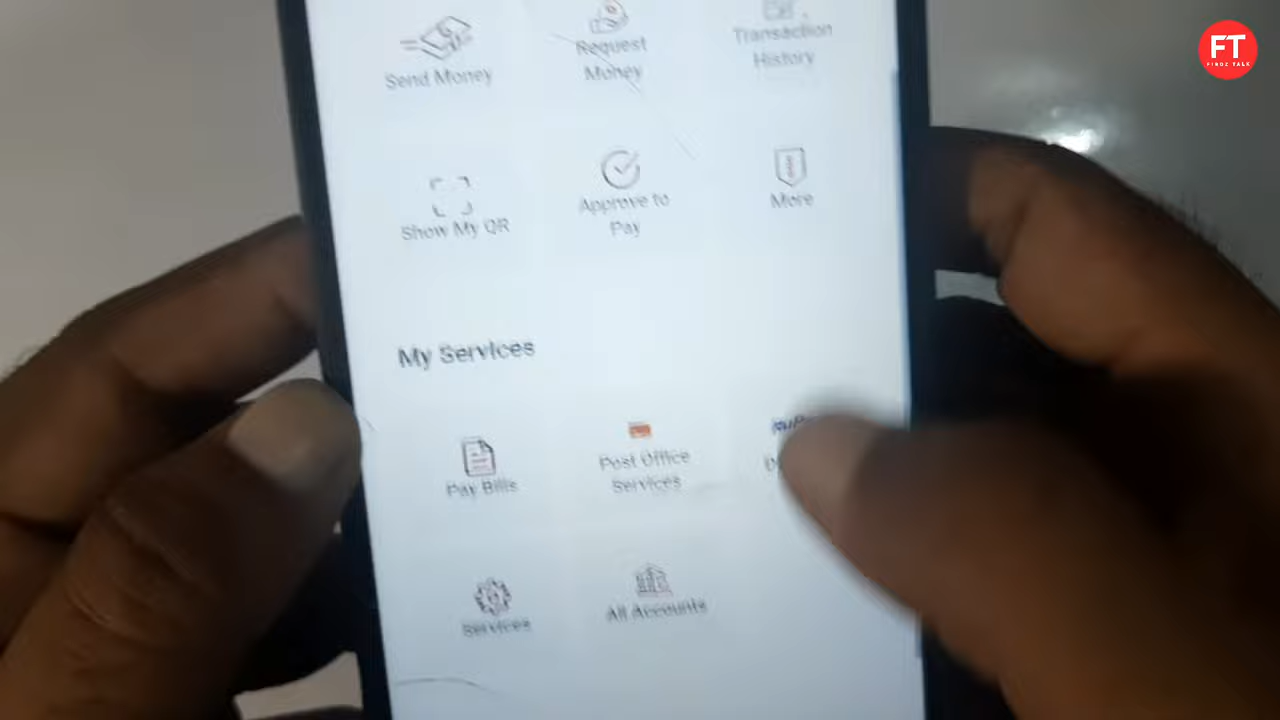 FT
FINOZ TALK
Send Money
Request
Money
Transaction
History
Show My QR
Approve to
Pay
More
My Services
Pay Bills
Post Office
Services
Services
All Accounts